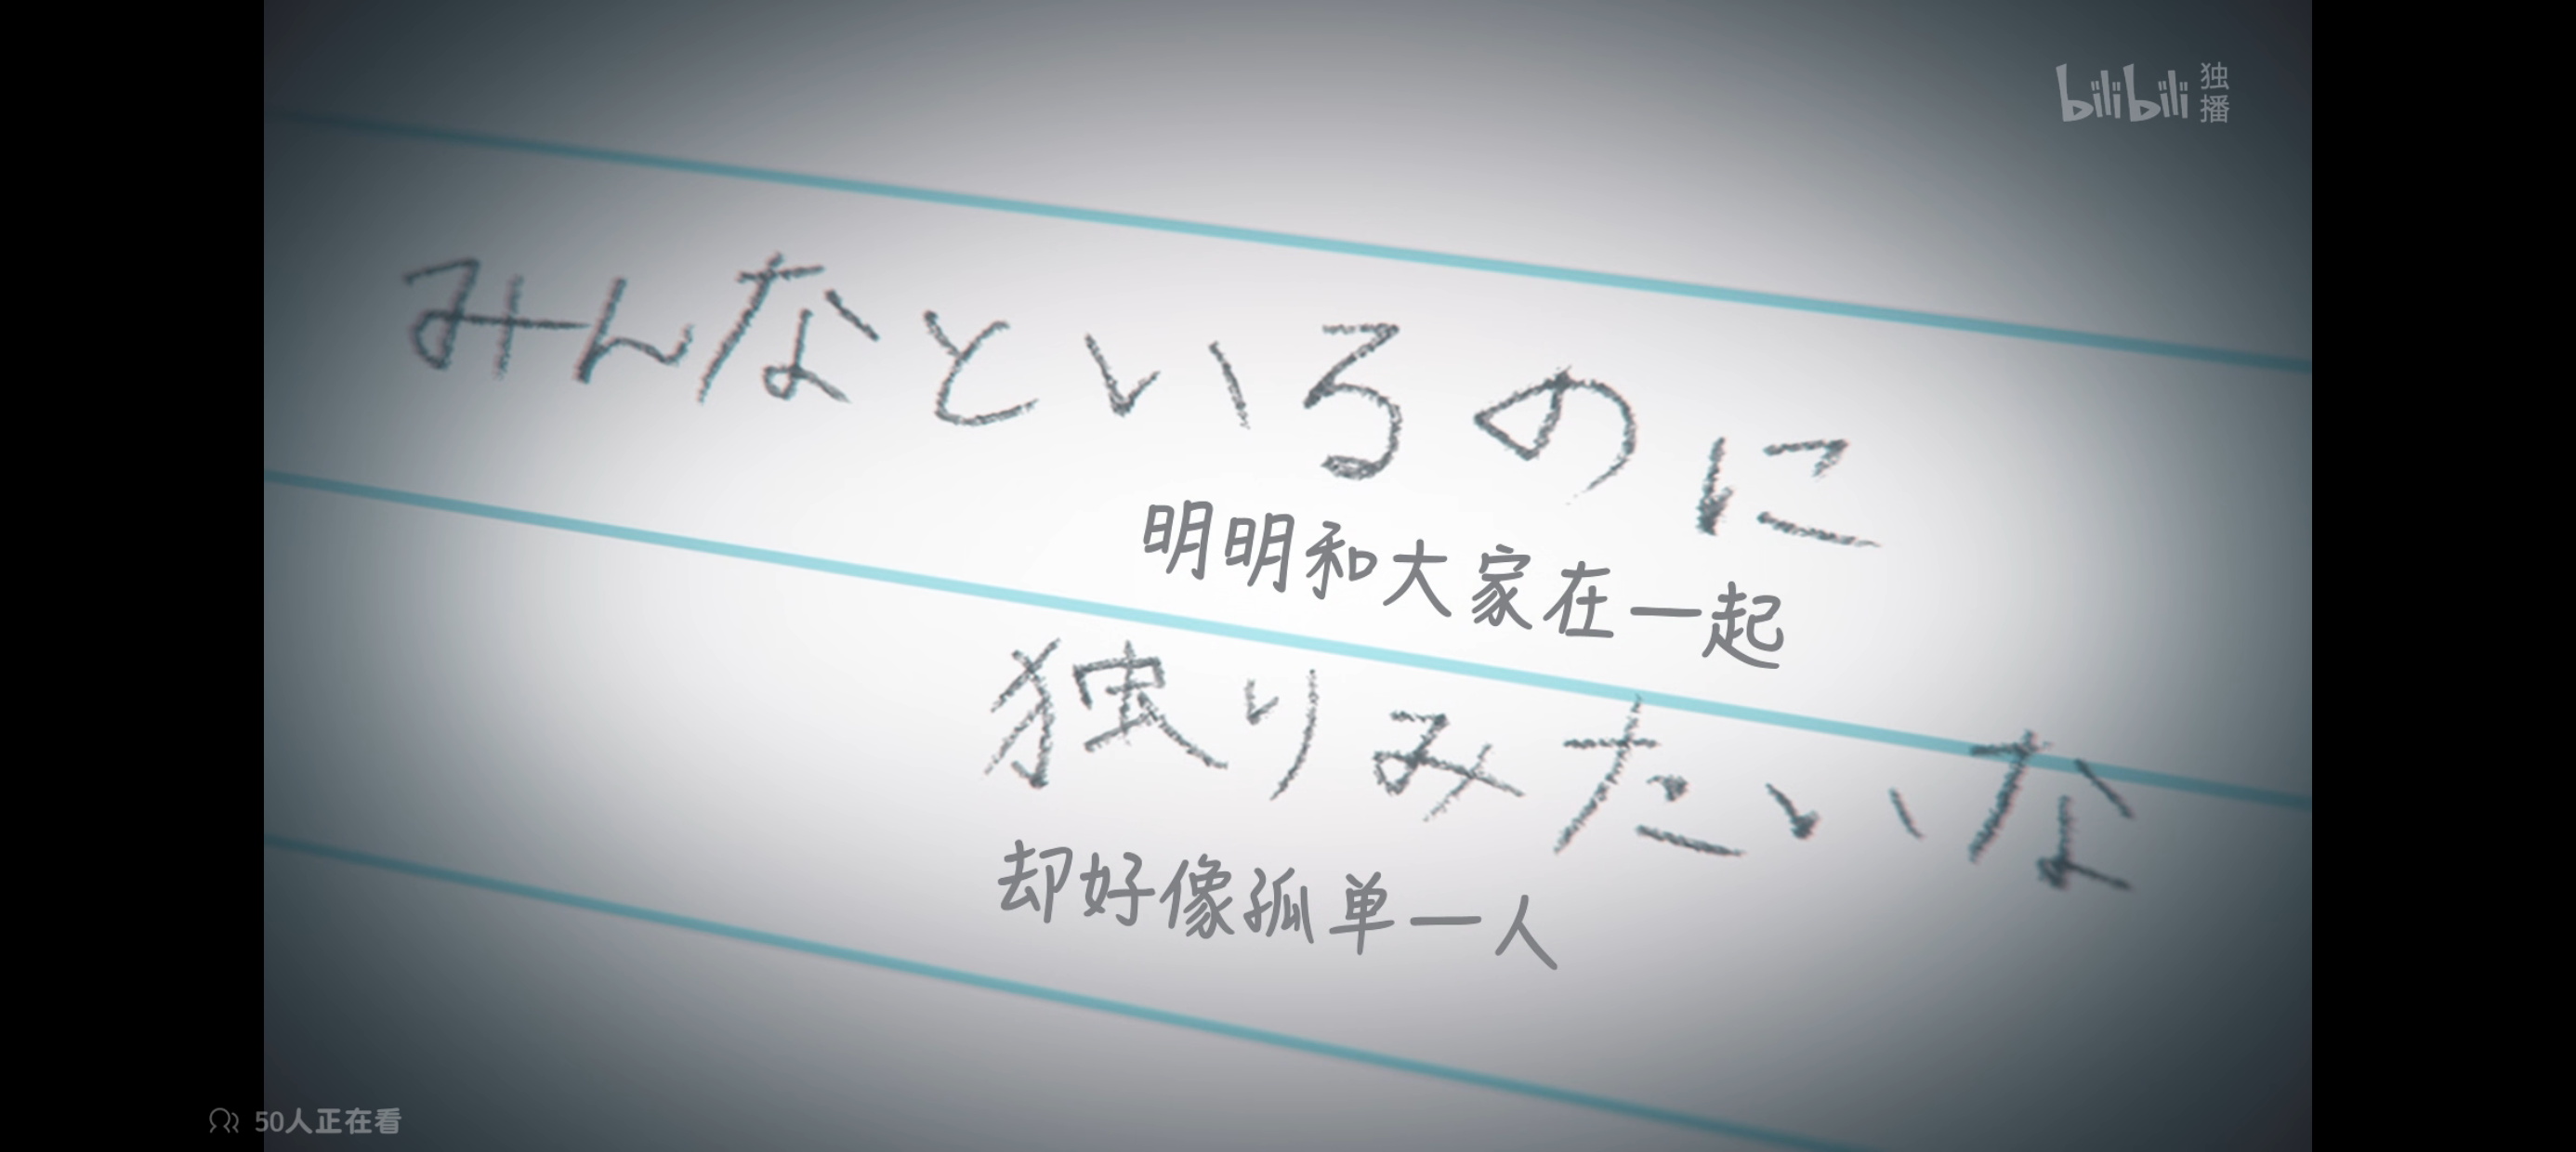 bilibili 独播
みんなといるのに
明明和大家在一起
独りみたいな
却好像孤单一人
50人正在看